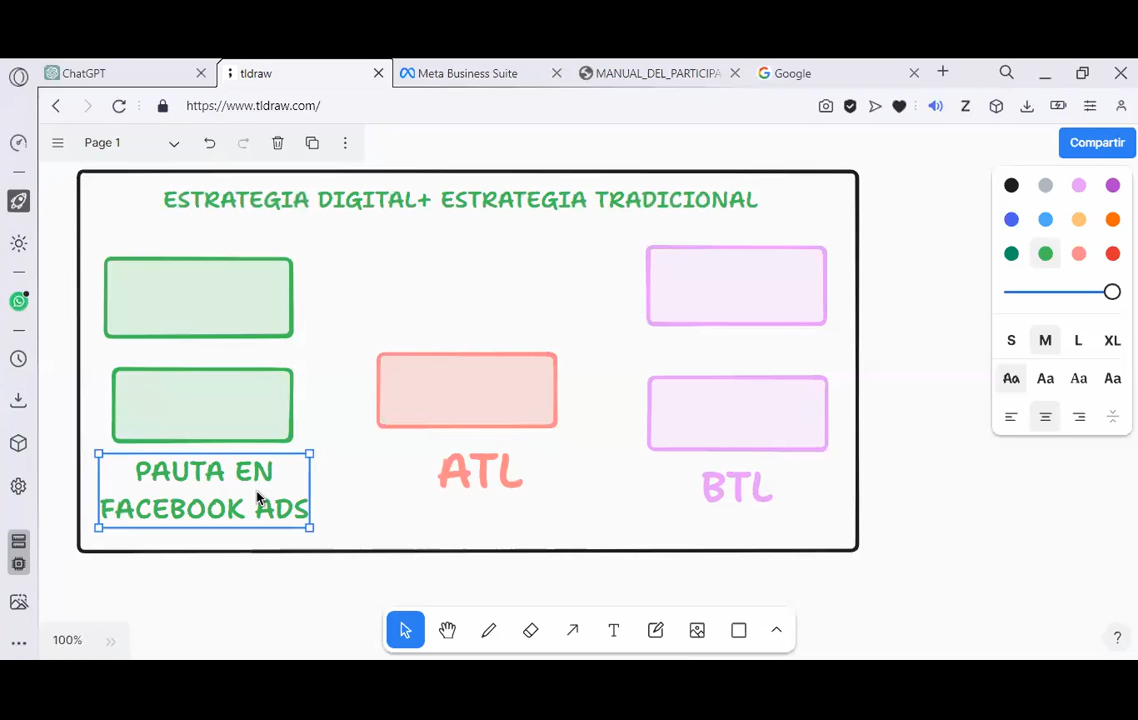 ChatGPT
tldraw
Meta Business Suite
MANUAL_DEL_PARTICIPA
Google
https://www.tldraw.com/
Page 1
Compartir
ESTRATEGIA DIGITAL+ ESTRATEGIA TRADICIONAL
S M L XL
Aa Aa Aa Aa
PAUTA EN
FACEBOOK ADS
ATL
BTL
100%
?